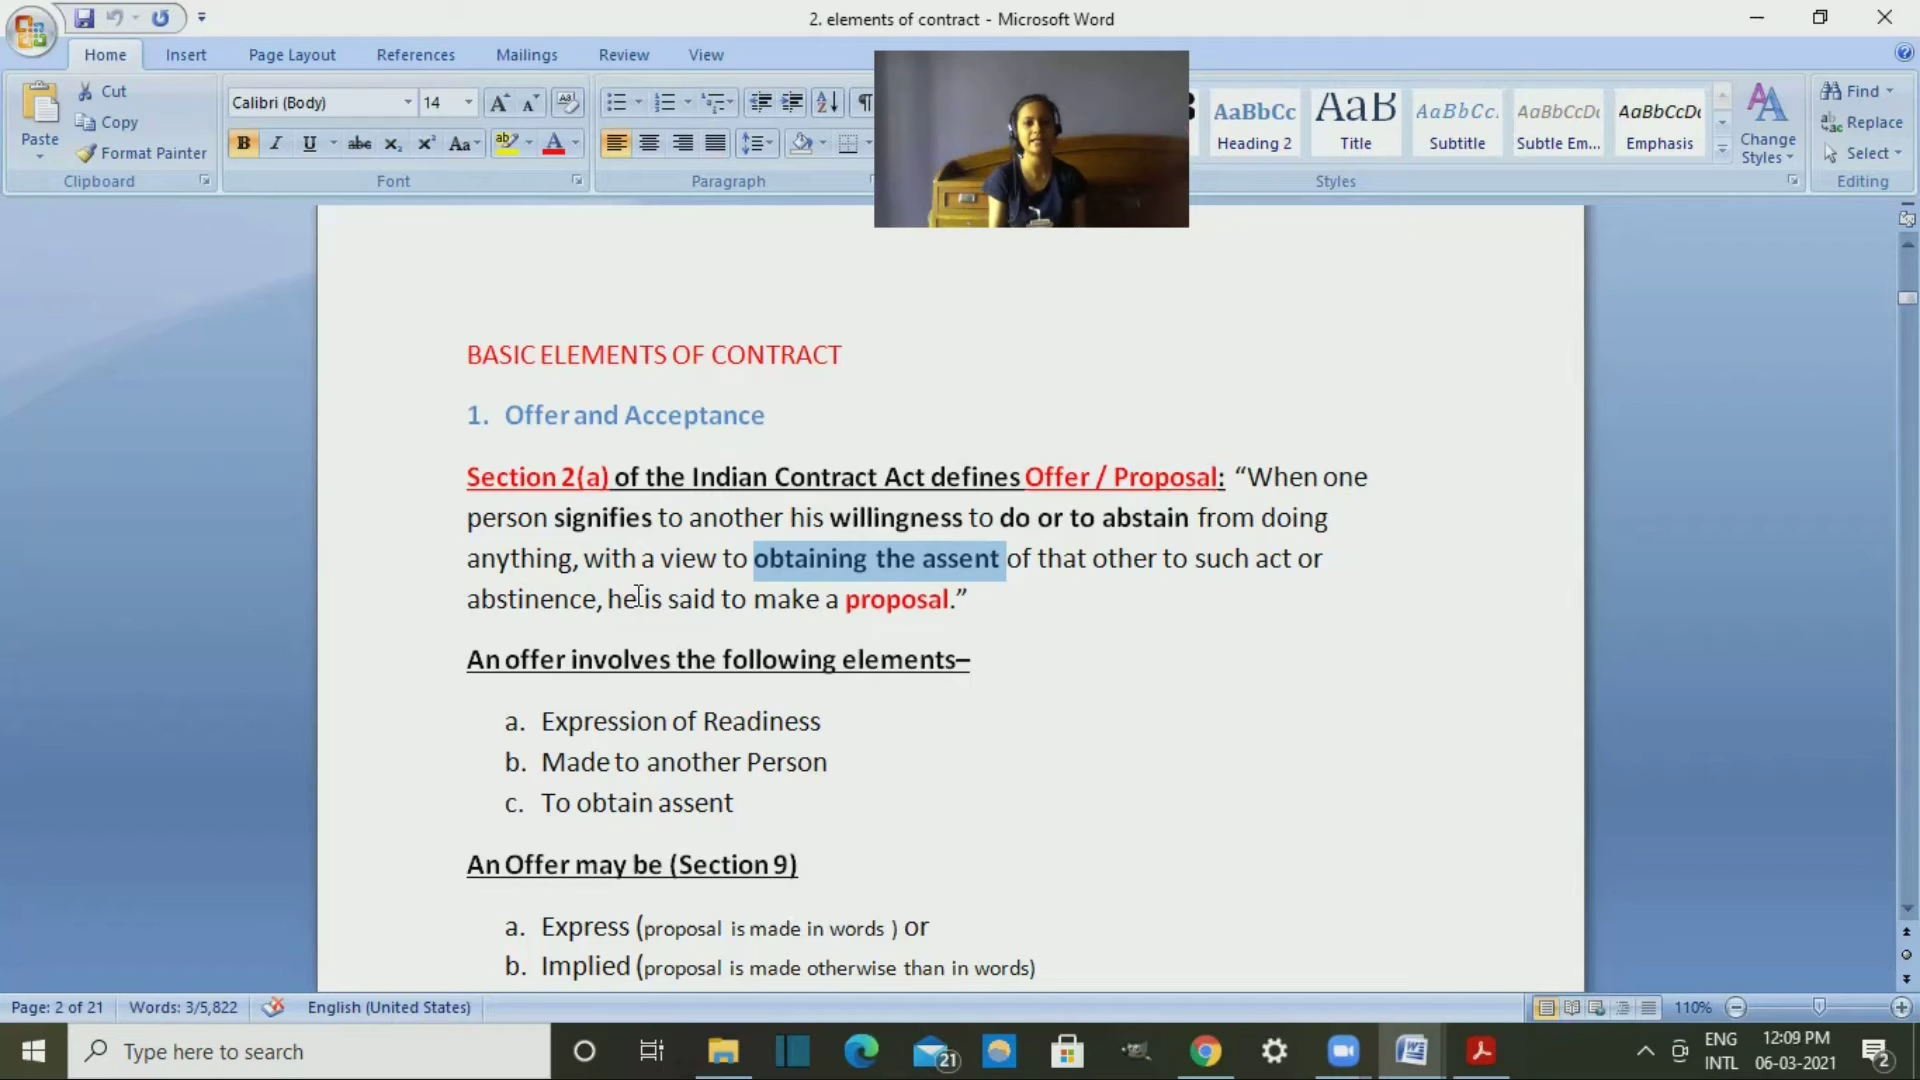 2. elements of contract - Microsoft Word
Home Insert Page Layout References Mailings Review View
Paste
Cut
Copy
Format Painter
Clipboard
Calibri (Body) 14
B I U abc X₂ X² Aa
Font
Paragraph
AaBbCc AaB AaBbCc. AaBbCcDc AaBbCcDc
Heading 2 Title Subtitle Subtle Em... Emphasis
Change Styles
Styles
Find
Replace
Select
Editing
BASIC ELEMENTS OF CONTRACT
1. Offer and Acceptance
Section 2(a) of the Indian Contract Act defines Offer / Proposal: “When one
person signifies to another his willingness to do or to abstain from doing
anything, with a view to obtaining the assent of that other to such act or
abstinence, he is said to make a proposal.”
An offer involves the following elements–
a. Expression of Readiness
b. Made to another Person
c. To obtain assent
An Offer may be (Section 9)
a. Express (proposal is made in words ) or
b. Implied (proposal is made otherwise than in words)
Page: 2 of 21 Words: 3/5,822 English (United States) 110%
Type here to search
21
ENG
INTL
12:09 PM
06-03-2021
2